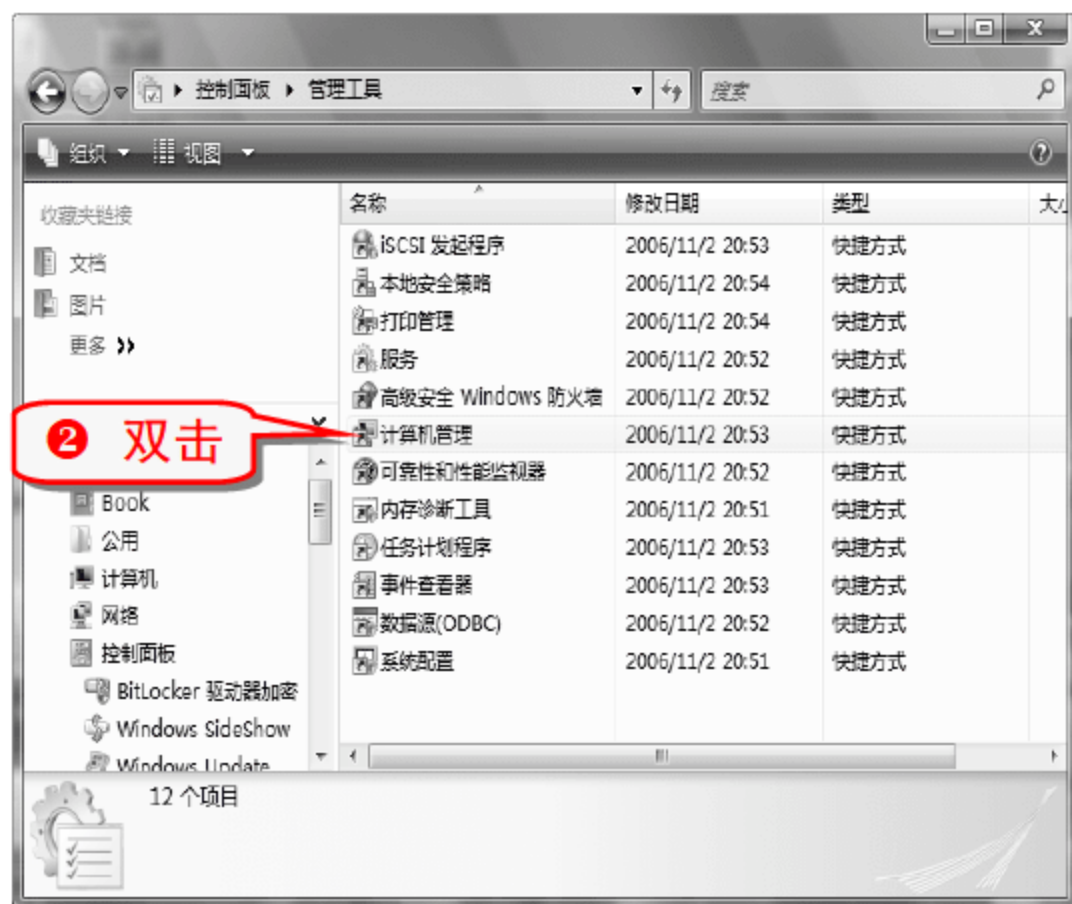 控制面板 ▸ 管理工具
搜索
组织 视图
收藏夹链接
文档
图片
更多 »
❷ 双击
Book
公用
计算机
网络
控制面板
BitLocker 驱动器加密
Windows SideShow
Windows Update
名称 修改日期 类型 大小
iSCSI 发起程序 2006/11/2 20:53 快捷方式
本地安全策略 2006/11/2 20:54 快捷方式
打印管理 2006/11/2 20:54 快捷方式
服务 2006/11/2 20:52 快捷方式
高级安全 Windows 防火墙 2006/11/2 20:52 快捷方式
计算机管理 2006/11/2 20:53 快捷方式
可靠性和性能监视器 2006/11/2 20:52 快捷方式
内存诊断工具 2006/11/2 20:51 快捷方式
任务计划程序 2006/11/2 20:53 快捷方式
事件查看器 2006/11/2 20:53 快捷方式
数据源(ODBC) 2006/11/2 20:52 快捷方式
系统配置 2006/11/2 20:51 快捷方式
12 个项目